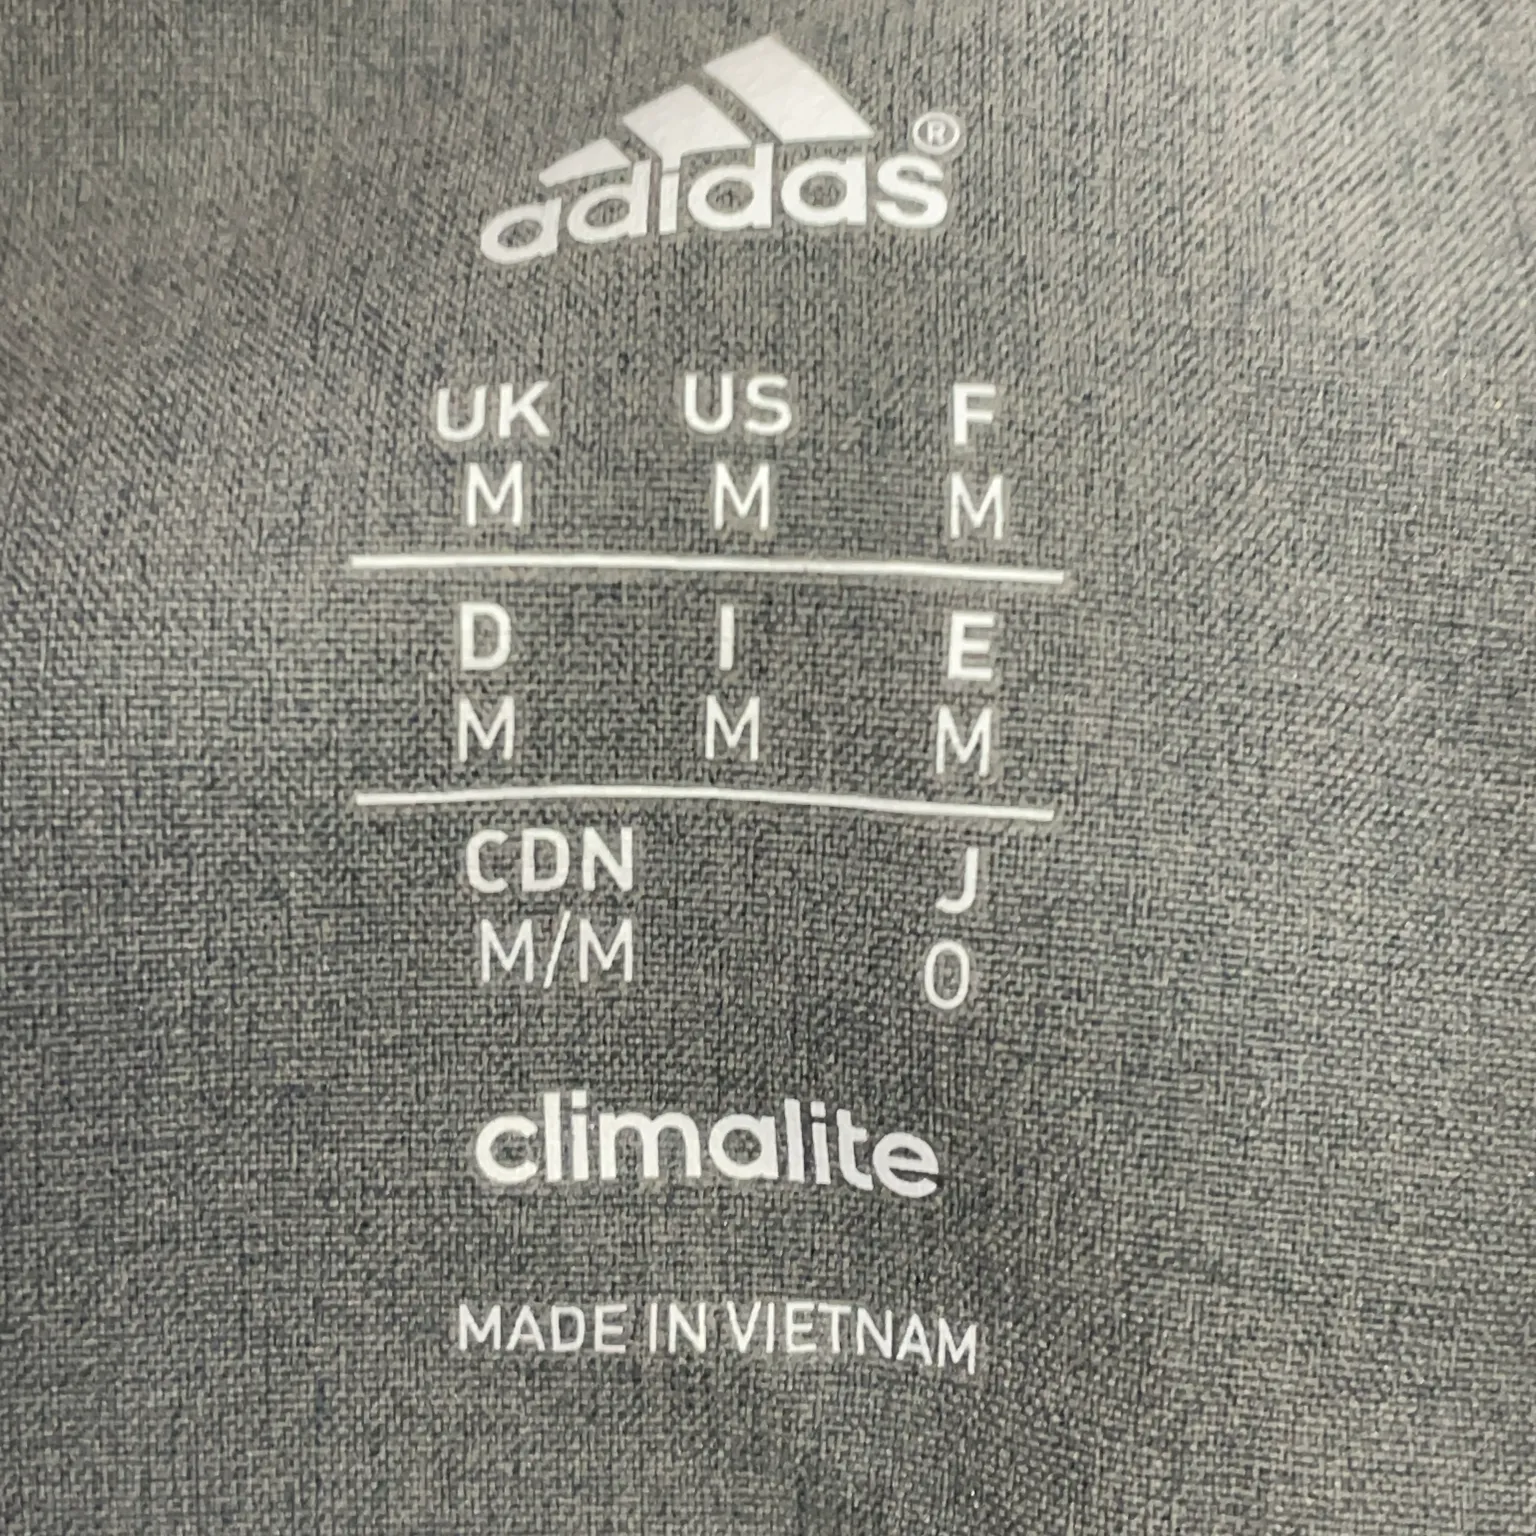 adidas®
UK US F
M M M
D I E
M M M
CDN J
M/M O
climalite
MADE IN VIETNAM